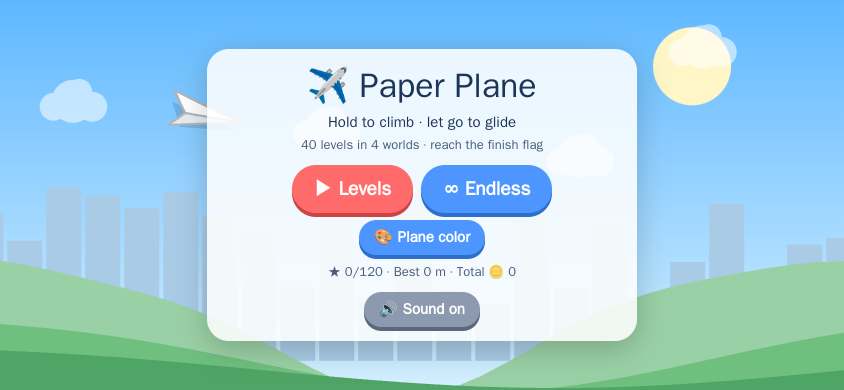 ✈️ Paper Plane
Hold to climb · let go to glide
40 levels in 4 worlds · reach the finish flag
▶ Levels
∞ Endless
🎨 Plane color
★ 0/120 · Best 0 m · Total 🪙 0
🔊 Sound on